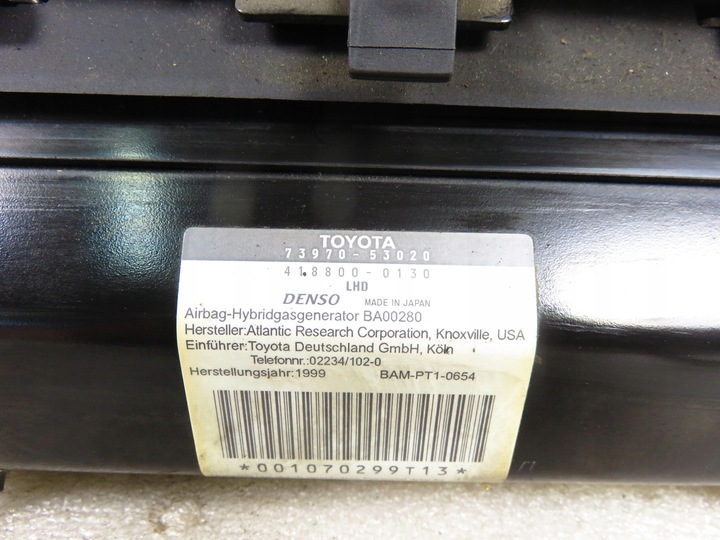 TOYOTA
73970-53020
418800-0130
LHD
DENSO MADE IN JAPAN
Airbag-Hybridgasgenerator BA00280
Hersteller:Atlantic Research Corporation, Knoxville, USA
Einführer:Toyota Deutschland GmbH, Köln
Telefonnr.:02234/102-0
Herstellungsjahr:1999 BAM-PT1-0654
*001070299T13*